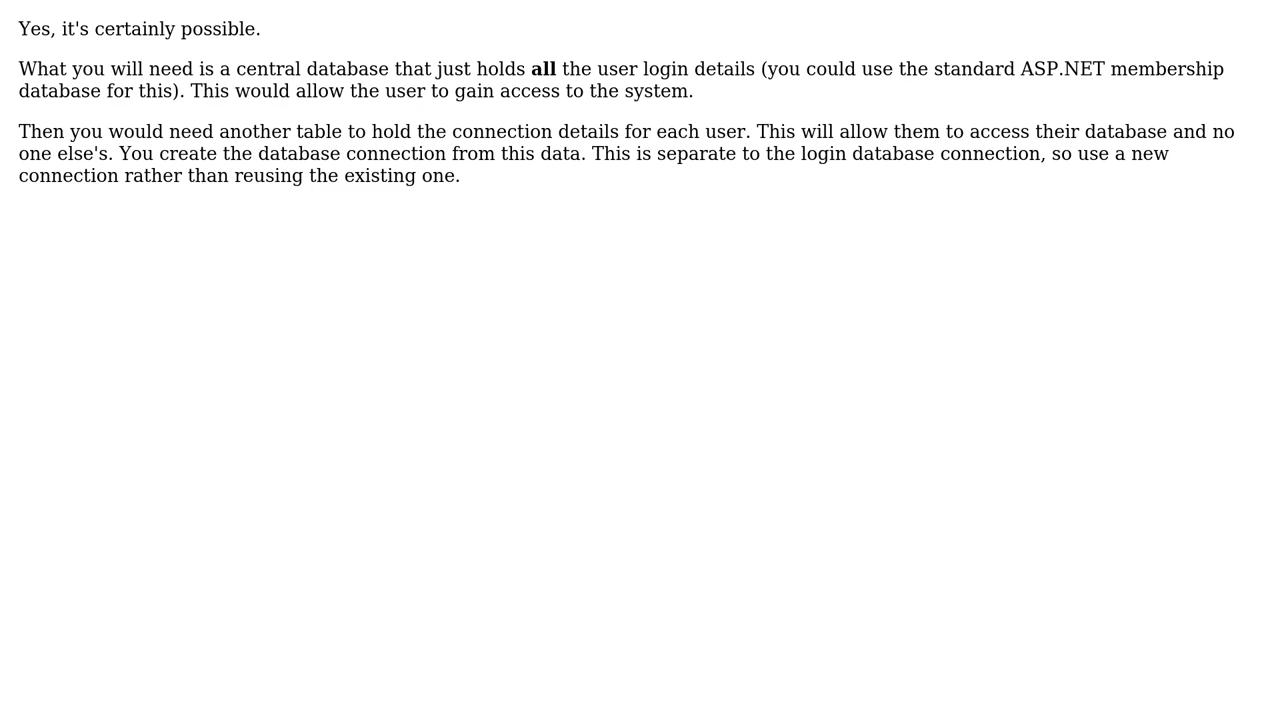 Yes, it's certainly possible.
What you will need is a central database that just holds all the user login details (you could use the standard ASP.NET membership
database for this). This would allow the user to gain access to the system.
Then you would need another table to hold the connection details for each user. This will allow them to access their database and no
one else's. You create the database connection from this data. This is separate to the login database connection, so use a new
connection rather than reusing the existing one.